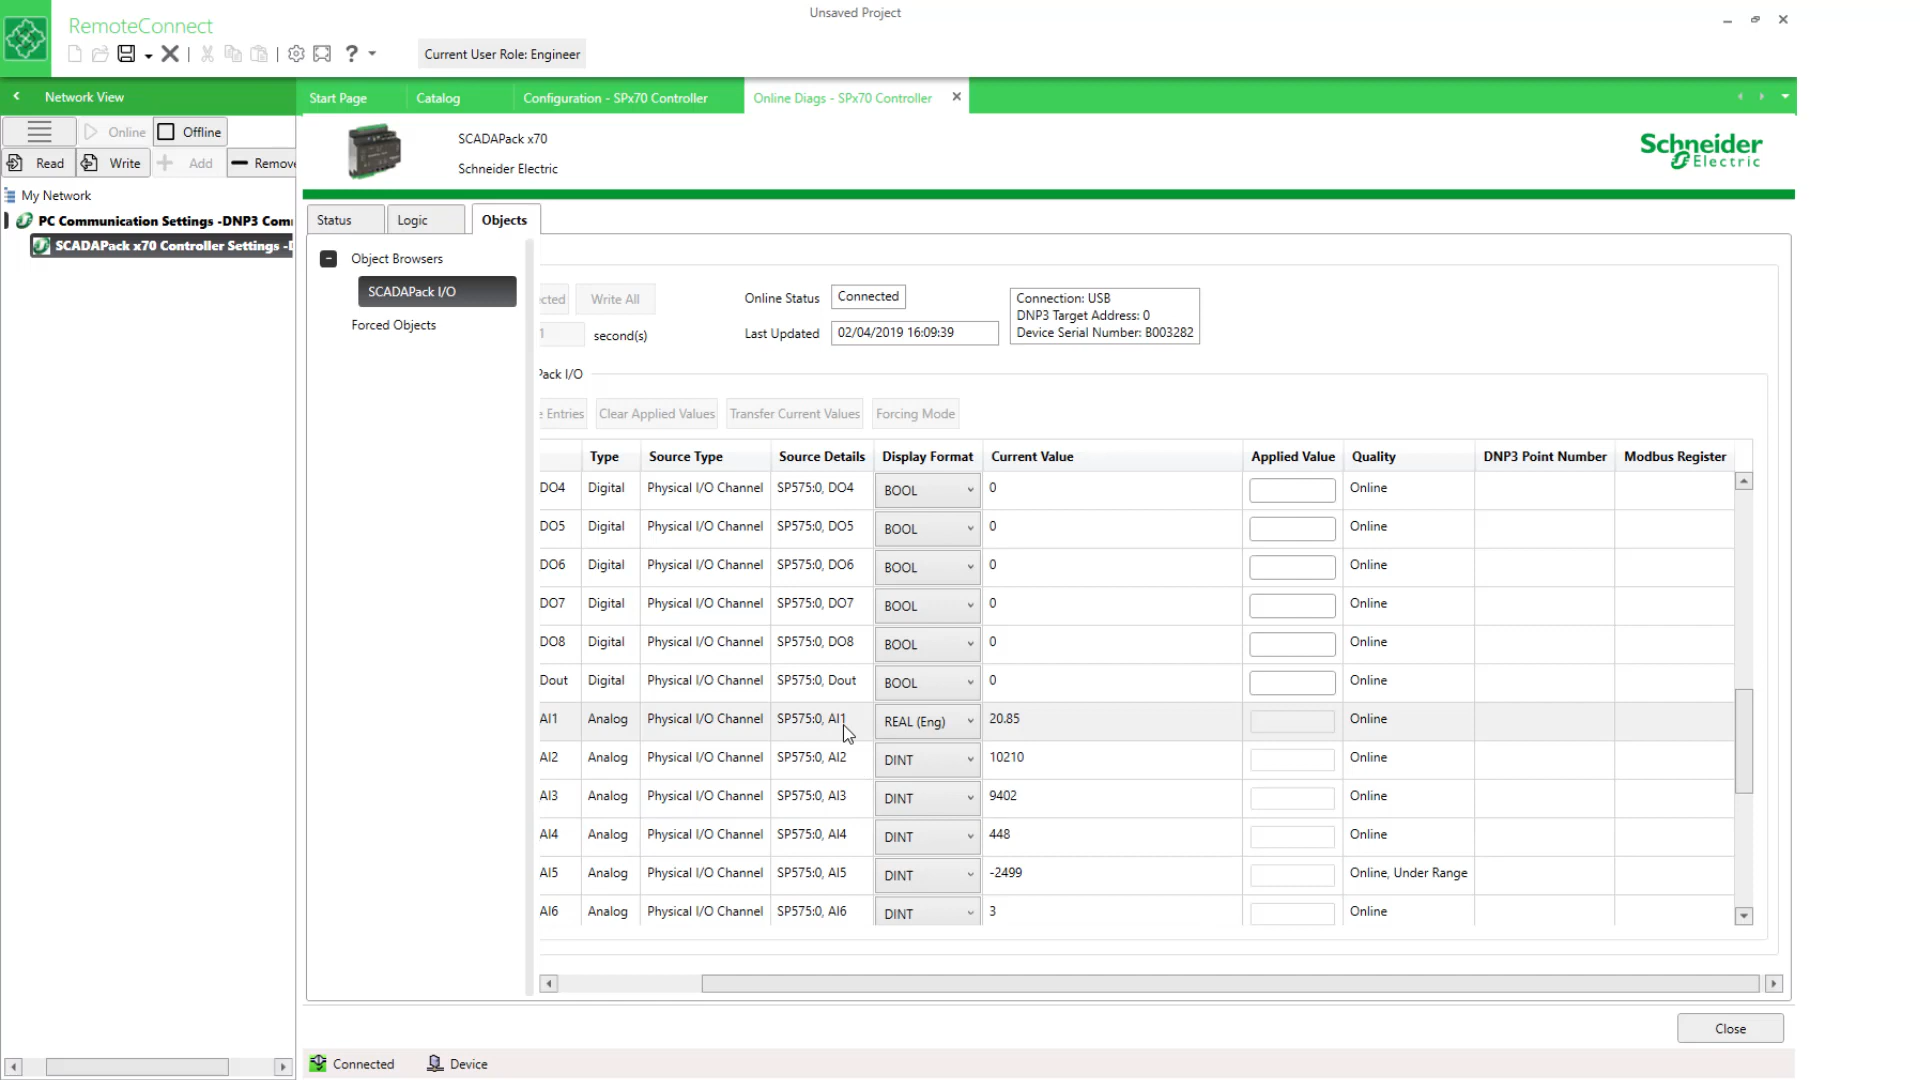 Unsaved Project
RemoteConnect
Current User Role: Engineer
Network View
Start Page
Catalog
Configuration - SPx70 Controller
Online Diags - SPx70 Controller
Online
Offline
Read
Write
Add
Remove
My Network
PC Communication Settings -DNP3 Com
SCADAPack x70 Controller Settings -D
SCADAPack x70
Schneider Electric
Schneider
Electric
Status
Logic
Objects
Object Browsers
SCADAPack I/O
Forced Objects
cted
Write All
Online Status
Connected
1
second(s)
Last Updated
02/04/2019 16:09:39
Connection: USB
DNP3 Target Address: 0
Device Serial Number: B003282
Pack I/O
e Entries
Clear Applied Values
Transfer Current Values
Forcing Mode
Type Source Type Source Details Display Format Current Value Applied Value Quality DNP3 Point Number Modbus Register
DO4 Digital Physical I/O Channel SP575:0, DO4 BOOL 0 Online
DO5 Digital Physical I/O Channel SP575:0, DO5 BOOL 0 Online
DO6 Digital Physical I/O Channel SP575:0, DO6 BOOL 0 Online
DO7 Digital Physical I/O Channel SP575:0, DO7 BOOL 0 Online
DO8 Digital Physical I/O Channel SP575:0, DO8 BOOL 0 Online
Dout Digital Physical I/O Channel SP575:0, Dout BOOL 0 Online
AI1 Analog Physical I/O Channel SP575:0, AI1 REAL (Eng) 20.85 Online
AI2 Analog Physical I/O Channel SP575:0, AI2 DINT 10210 Online
AI3 Analog Physical I/O Channel SP575:0, AI3 DINT 9402 Online
AI4 Analog Physical I/O Channel SP575:0, AI4 DINT 448 Online
AI5 Analog Physical I/O Channel SP575:0, AI5 DINT -2499 Online, Under Range
AI6 Analog Physical I/O Channel SP575:0, AI6 DINT 3 Online
Close
Connected
Device